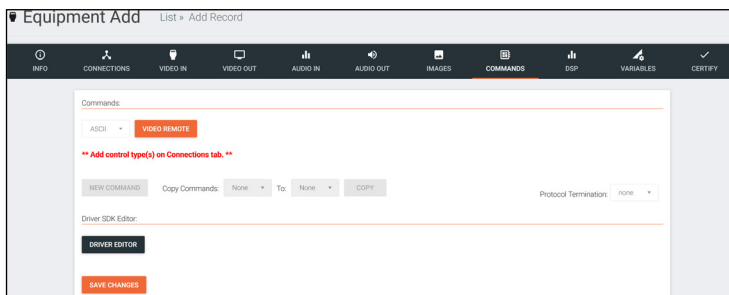 Equipment Add List » Add Record
INFO CONNECTIONS VIDEO IN VIDEO OUT AUDIO IN AUDIO OUT IMAGES COMMANDS DSP VARIABLES CERTIFY
Commands:
ASCII VIDEO REMOTE
** Add control type(s) on Connections tab. **
NEW COMMAND Copy Commands: None To: None COPY Protocol Termination: none
Driver SDK Editor:
DRIVER EDITOR
SAVE CHANGES